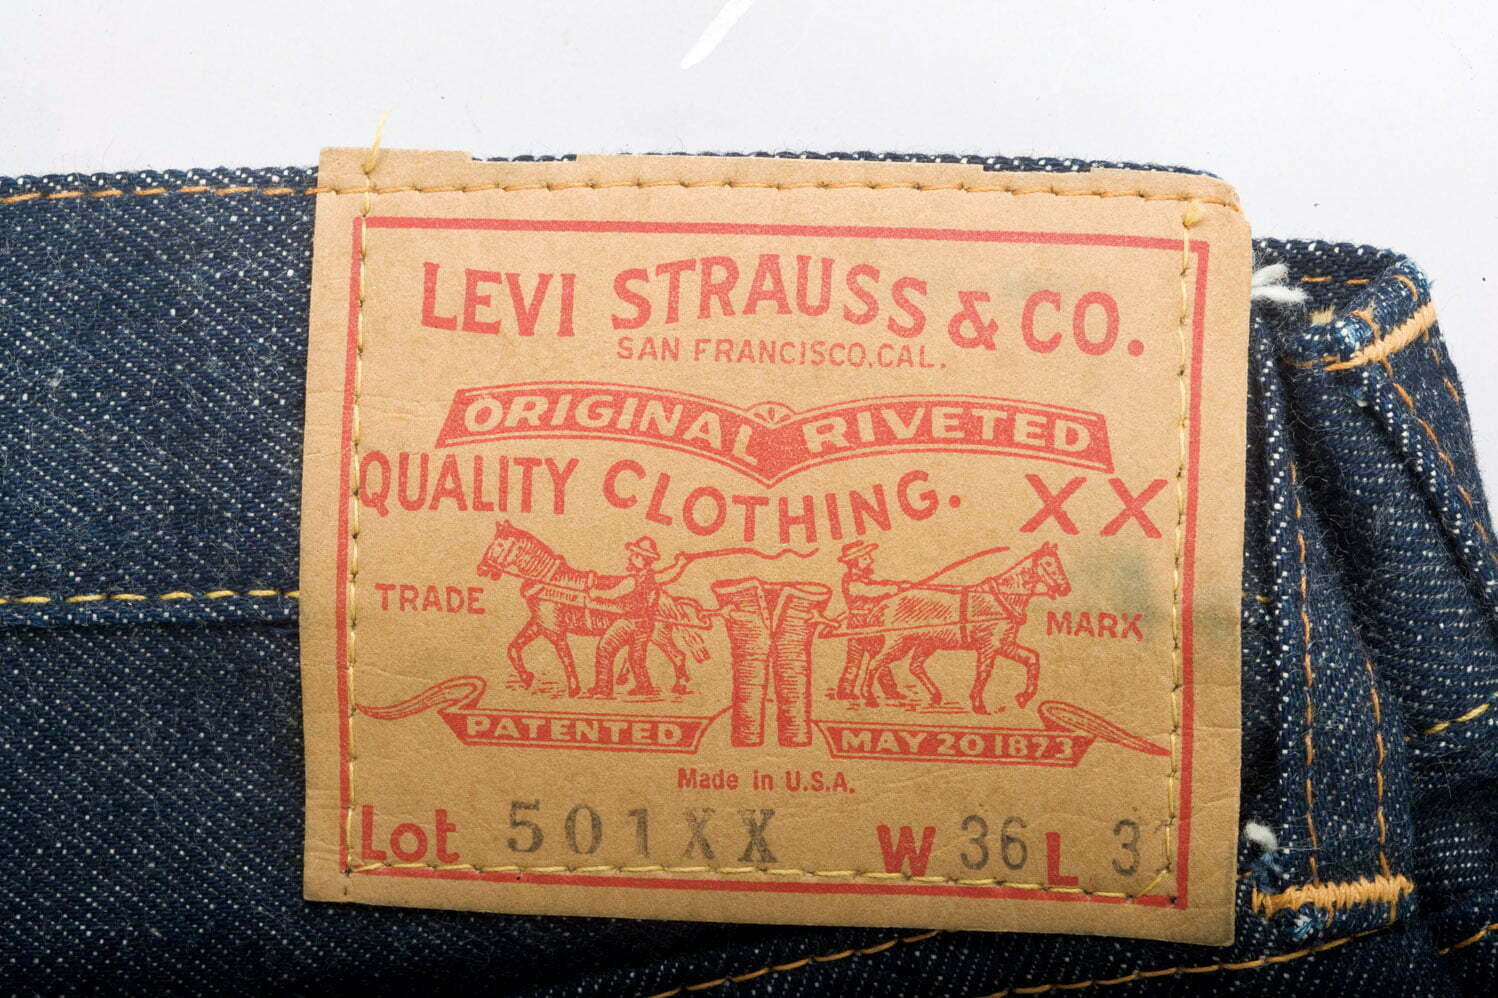 LEVI STRAUSS & CO.
SAN FRANCISCO, CAL.
ORIGINAL RIVETED
QUALITY CLOTHING. XX
TRADE MARK
PATENTED MAY 20 1873
Made in U.S.A.
Lot 501XX W 36 L